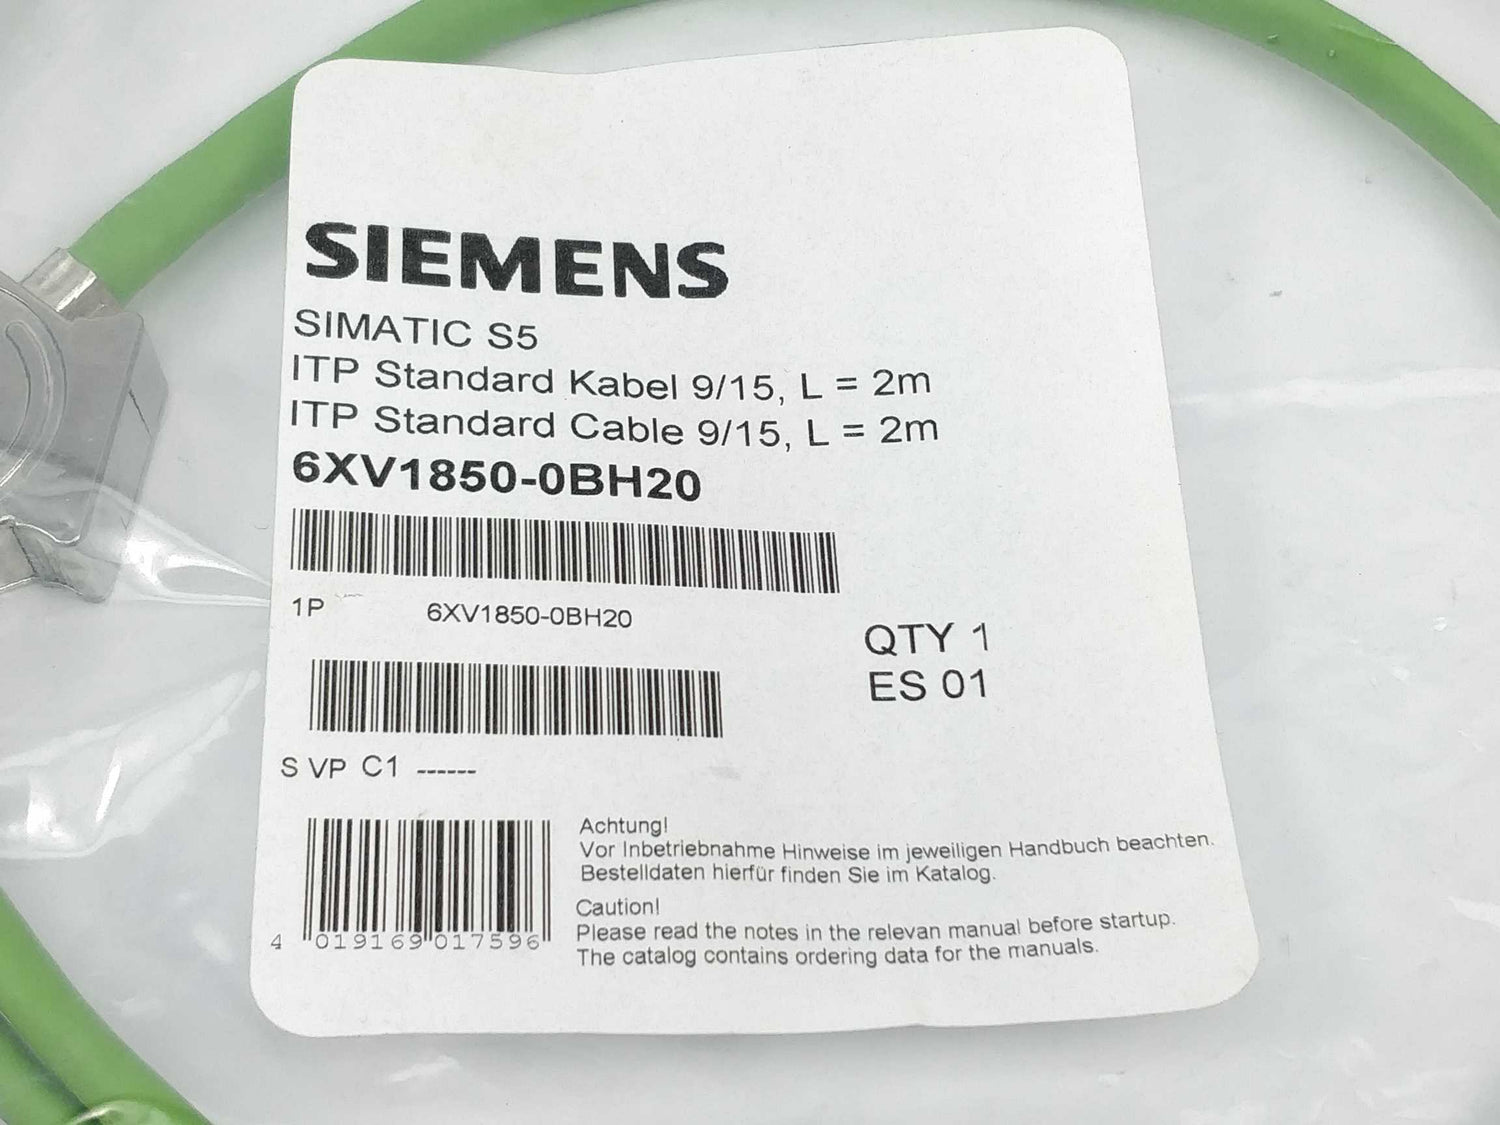 SIEMENS
SIMATIC S5
ITP Standard Kabel 9/15, L = 2m
ITP Standard Cable 9/15, L = 2m
6XV1850-0BH20
1P 6XV1850-0BH20
QTY 1
ES 01
S VP C1 ------
4 019169 017596
Achtung!
Vor Inbetriebnahme Hinweise im jeweiligen Handbuch beachten.
Bestelldaten hierfür finden Sie im Katalog.
Caution!
Please read the notes in the relevan manual before startup.
The catalog contains ordering data for the manuals.